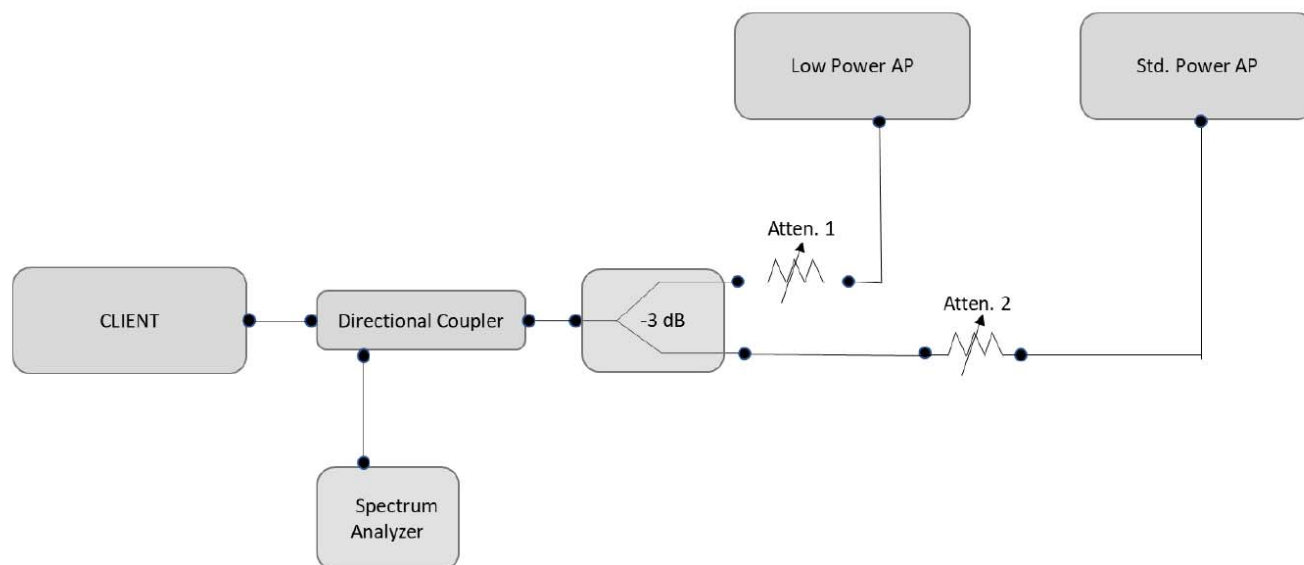 Low Power AP
Std. Power AP
Atten. 1
Atten. 2
CLIENT
Directional Coupler
-3 dB
Spectrum
Analyzer